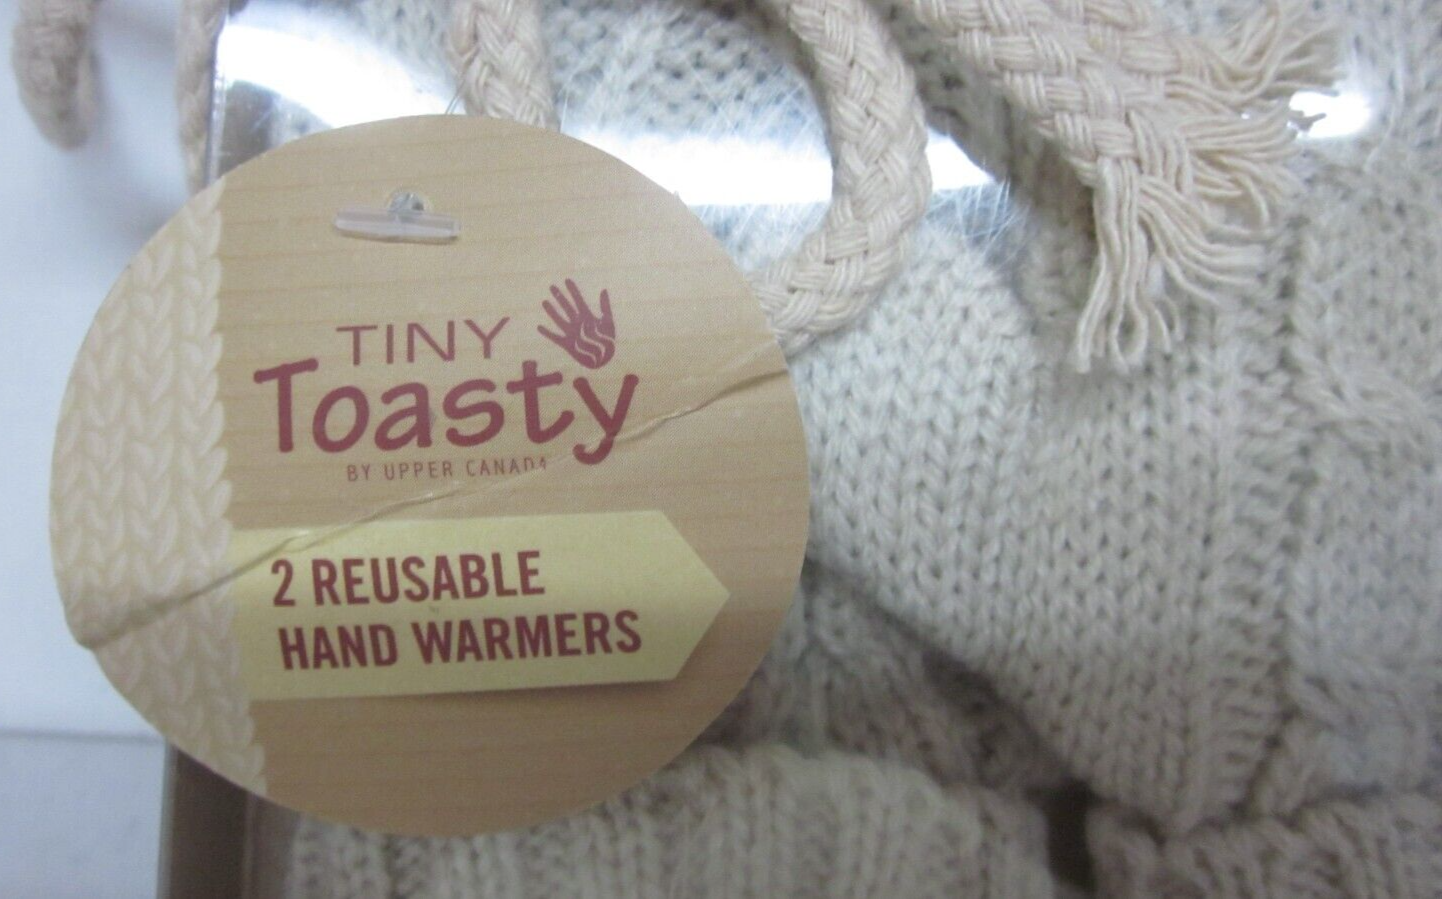 TINY
Toasty
BY UPPER CANADA
2 REUSABLE
HAND WARMERS